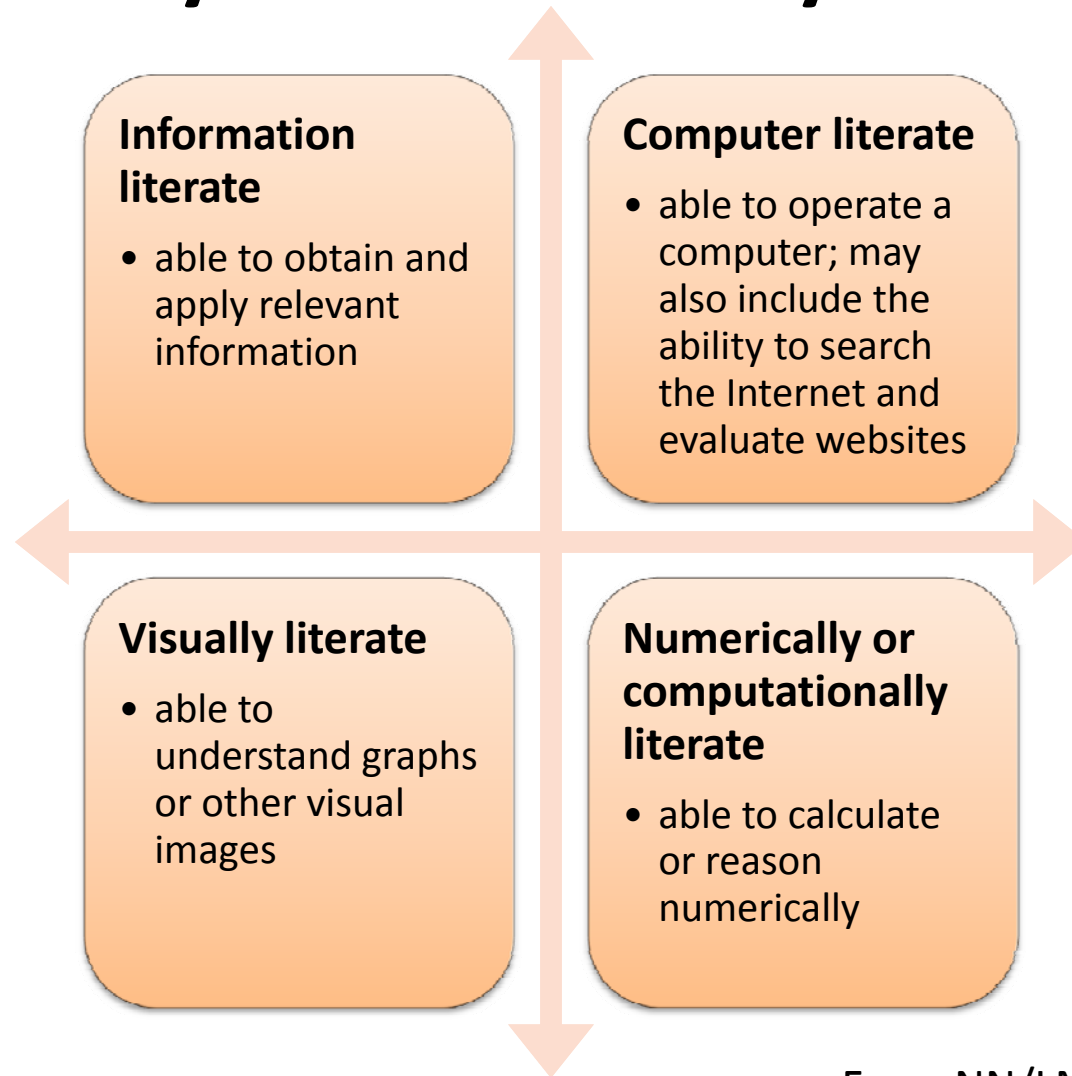 Information
literate
• able to obtain and
apply relevant
information
Computer literate
• able to operate a
computer; may
also include the
ability to search
the Internet and
evaluate websites
Visually literate
• able to
understand graphs
or other visual
images
Numerically or
computationally
literate
• able to calculate
or reason
numerically